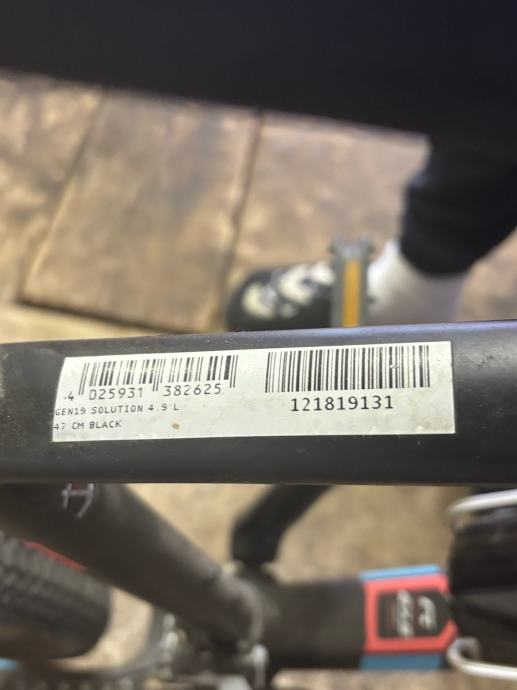 4 025931 382625
GEN19 SOLUTION 4.9 L
47 CM BLACK
121819131